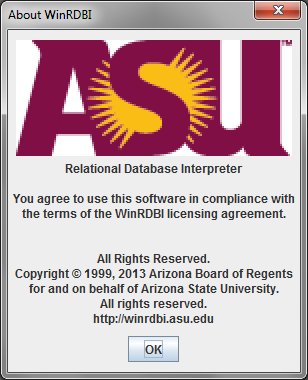 About WinRDBI
ASU
Relational Database Interpreter
You agree to use this software in compliance with
the terms of the WinRDBI licensing agreement.
All Rights Reserved.
Copyright © 1999, 2013 Arizona Board of Regents
for and on behalf of Arizona State University.
All rights reserved.
http://winrdbi.asu.edu
OK